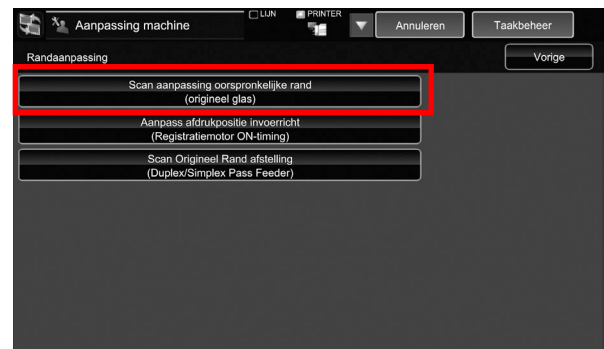 Aanpassing machine
LIJN
PRINTER
Annuleren
Taakbeheer
Randaanpassing
Vorige
Scan aanpassing oorspronkelijke rand
(origineel glas)
Aanpass afdrukpositie invoerricht
(Registratiemotor ON-timing)
Scan Origineel Rand afstelling
(Duplex/Simplex Pass Feeder)